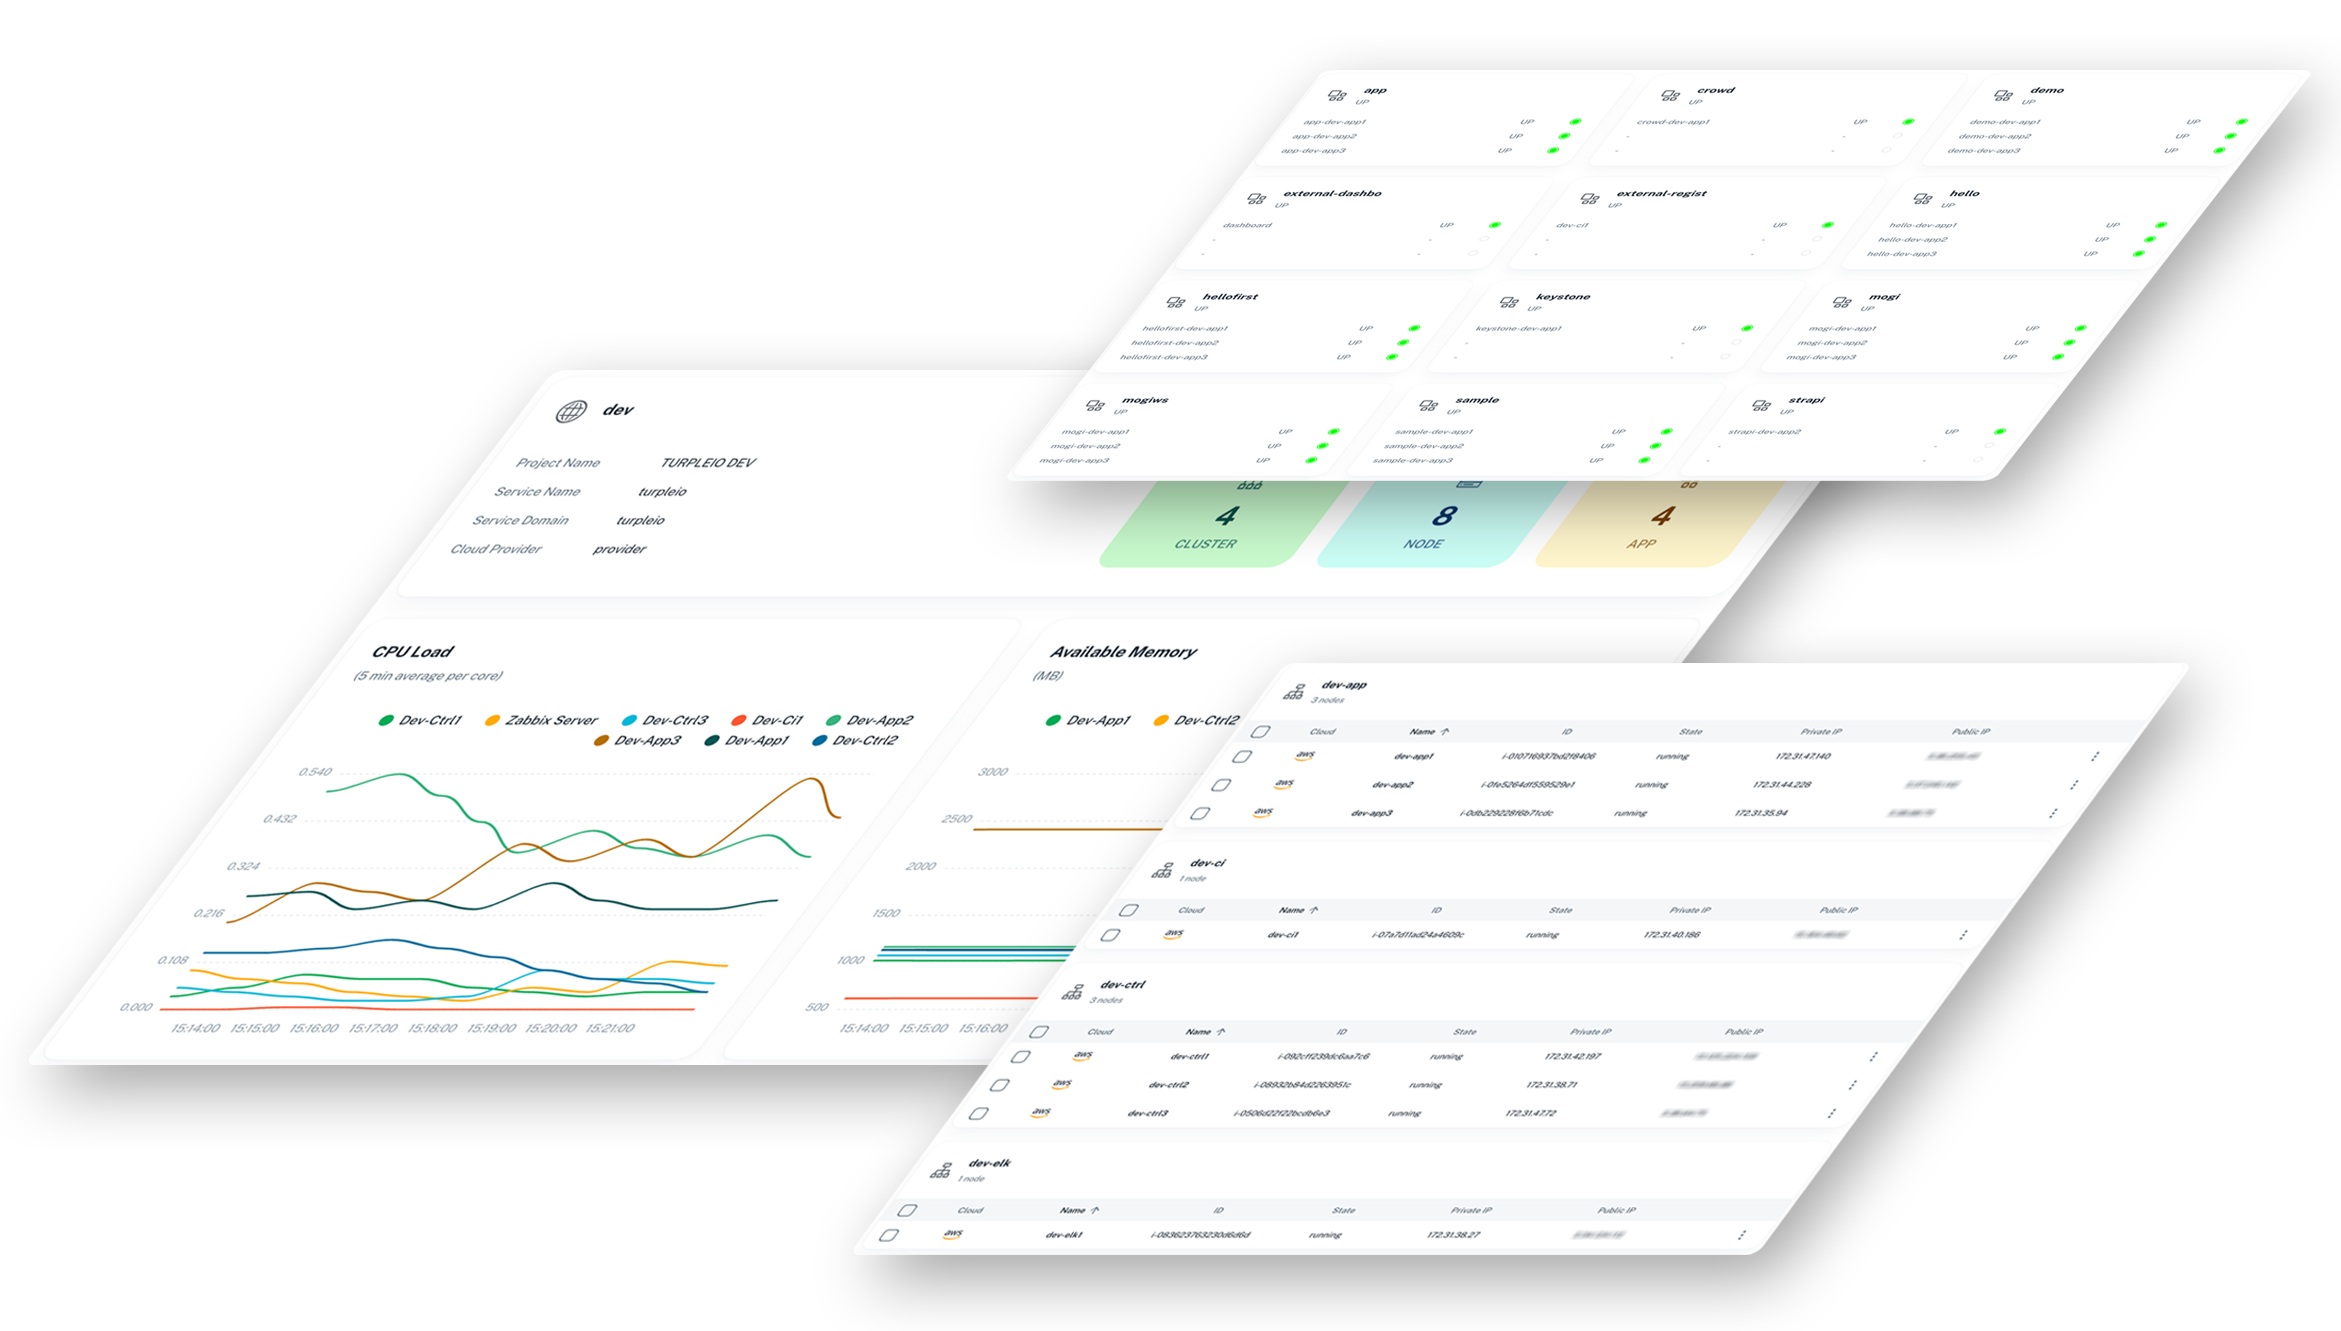 app
UP
app-dev-app1 UP
app-dev-app2 UP
app-dev-app3 UP
crowd
UP
crowd-dev-app1 UP
- -
- -
demo
UP
demo-dev-app1 UP
demo-dev-app2 UP
demo-dev-app3 UP
external-dashbo
UP
dashboard UP
- -
- -
external-regist
UP
dev-ci1 UP
- -
- -
hello
UP
hello-dev-app1 UP
hello-dev-app2 UP
hello-dev-app3 UP
hellofirst
UP
hellofirst-dev-app1 UP
hellofirst-dev-app2 UP
hellofirst-dev-app3 UP
keystone
UP
keystone-dev-app1 UP
- -
- -
mogi
UP
mogi-dev-app1 UP
mogi-dev-app2 UP
mogi-dev-app3 UP
mogiws
UP
mogi-dev-app1 UP
mogi-dev-app2 UP
mogi-dev-app3 UP
sample
UP
sample-dev-app1 UP
sample-dev-app2 UP
sample-dev-app3 UP
strapi
UP
strapi-dev-app2 UP
- -
- -
dev
Project Name TURPLEIO DEV
Service Name turpleio
Service Domain turpleio
Cloud Provider provider
4
CLUSTER
8
NODE
4
APP
CPU Load
(5 min average per core)
Dev-Ctrl1 Zabbix Server Dev-Ctrl3 Dev-Ci1 Dev-App2
Dev-App3 Dev-App1 Dev-Ctrl2
0.540
0.432
0.324
0.216
0.108
0.000
15:14:00 15:15:00 15:16:00 15:17:00 15:18:00 15:19:00 15:20:00 15:21:00
Available Memory
(MB)
Dev-App1 Dev-Ctrl2
3000
2500
2000
1500
1000
500
15:14:00 15:15:00 15:16:00
dev-app
3 nodes
Cloud Name ID State Private IP Public IP
aws dev-app1 i-010716937bd2f8406 running 172.31.47.140
aws dev-app2 i-0fe5264df559529e1 running 172.31.44.228
aws dev-app3 i-0db229228f6b71cdc running 172.31.35.94
dev-ci
1 node
Cloud Name ID State Private IP Public IP
aws dev-ci1 i-07a7d11ad24a4609c running 172.31.40.186
dev-ctrl
3 nodes
Cloud Name ID State Private IP Public IP
aws dev-ctrl1 i-092c1f239dc6aa7c6 running 172.31.42.197
aws dev-ctrl2 i-08932b84d2263951c running 172.31.38.71
aws dev-ctrl3 i-0506d22f22bcdb6e3 running 172.31.47.72
dev-elk
1 node
Cloud Name ID State Private IP Public IP
aws dev-elk1 i-083623763230d6d6d running 172.31.38.27